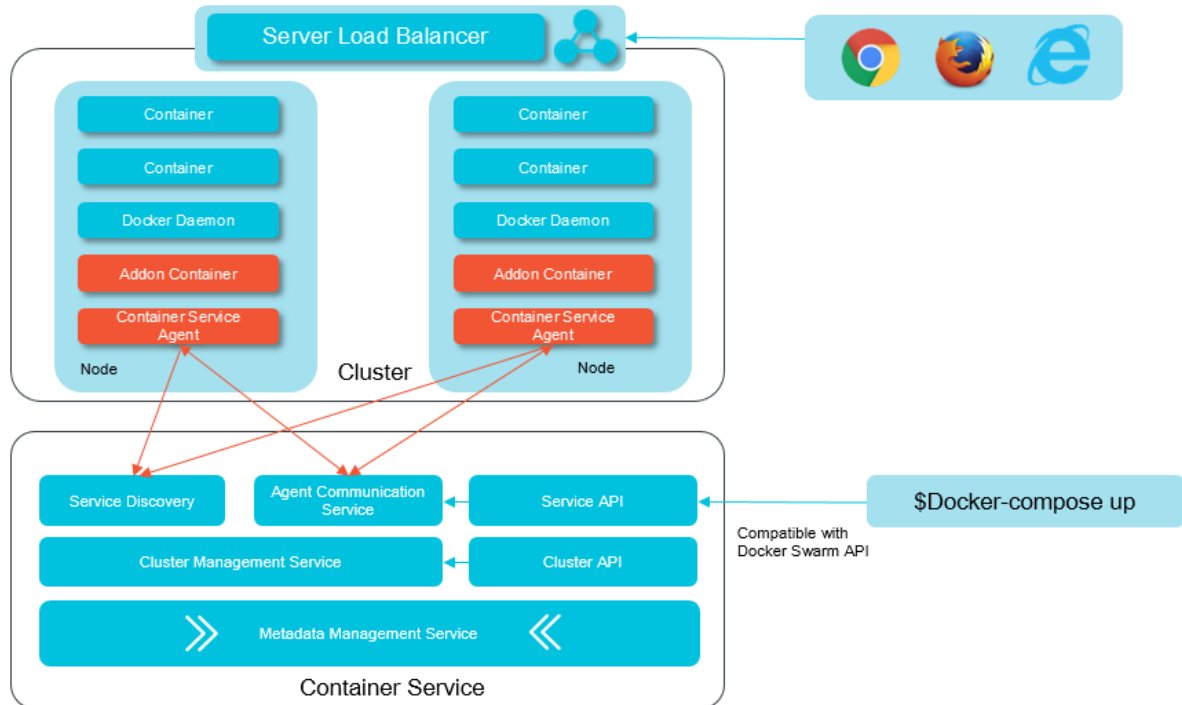 Server Load Balancer
Container
Container
Docker Daemon
Addon Container
Container Service
Agent
Node
Container
Container
Docker Daemon
Addon Container
Container Service
Agent
Node
Cluster
Service Discovery
Agent Communication
Service
Service API
$Docker-compose up
Compatible with
Docker Swarm API
Cluster Management Service
Cluster API
Metadata Management Service
Container Service